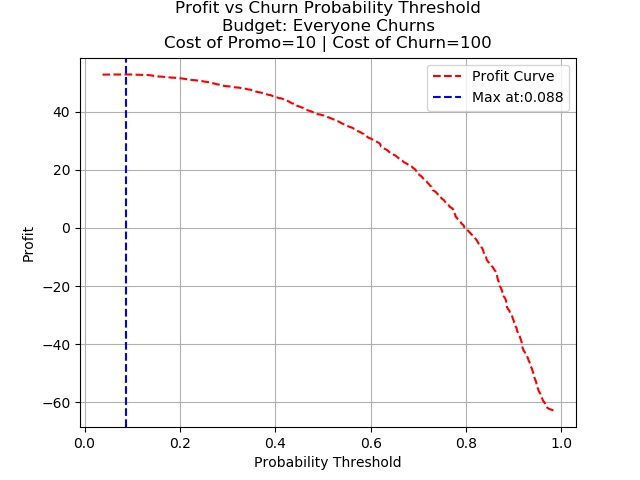 Profit vs Churn Probability Threshold
Budget: Everyone Churns
Cost of Promo=10 | Cost of Churn=100
Profit Curve
Max at:0.088
40
20
0
−20
−40
−60
Profit
0.0 0.2 0.4 0.6 0.8 1.0
Probability Threshold